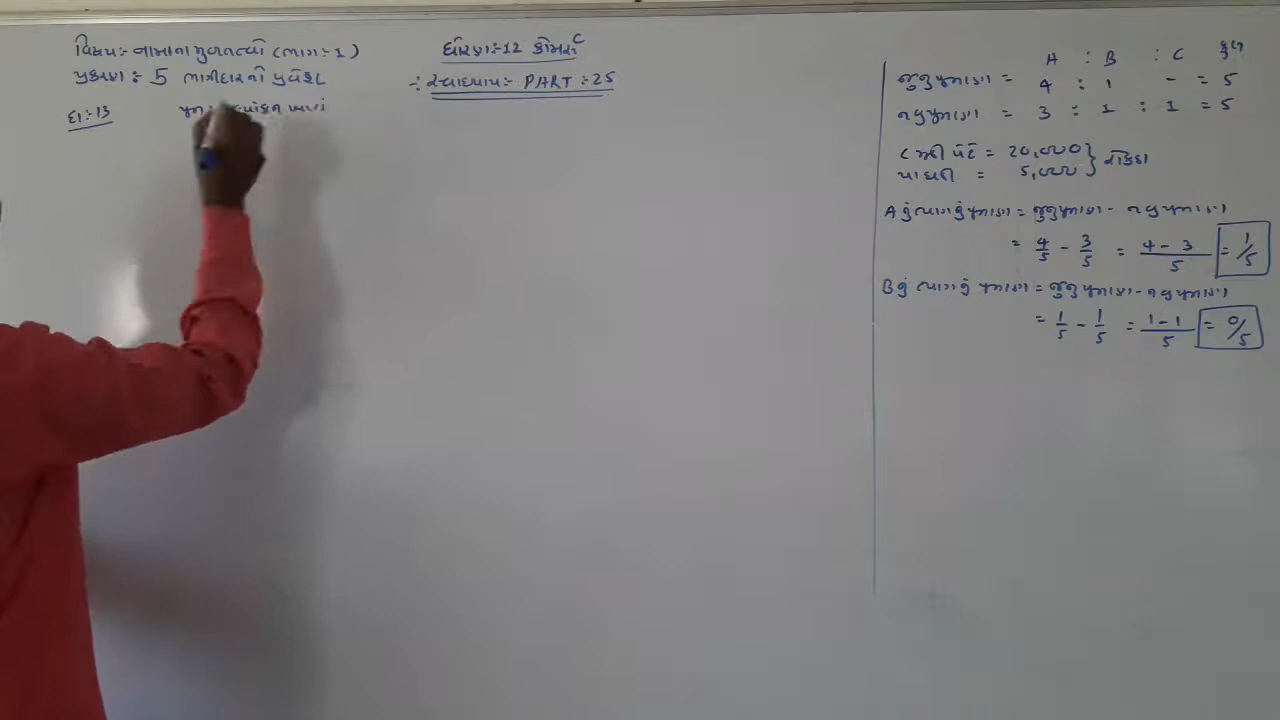 વિષય:- નામાના મુળતત્વો (ભાગ:-1)
ધોરણ:-12 કોમર્સ C
પ્રકરણ:- 5 ભાગીદારનો પ્રવેશ
:- સ્વાધ્યાય:- PART:-25
દા:-13
ખાતું
A : B : C કુલ
જુનુ પ્રમાણ = 4 : 1 - = 5
નવુ પ્રમાણ = 3 : 1 : 1 = 5
C ની પેટે = 20,000 } રોકડા
પાઘડી = 5,000
A નું ત્યાગનું પ્રમાણ = જુનુ પ્રમાણ - નવુ પ્રમાણ
= 4/5 - 3/5 = 4-3/5 = 1/5
B નું ત્યાગનું પ્રમાણ = જુનુ પ્રમાણ - નવુ પ્રમાણ
= 1/5 - 1/5 = 1-1/5 = 0/5